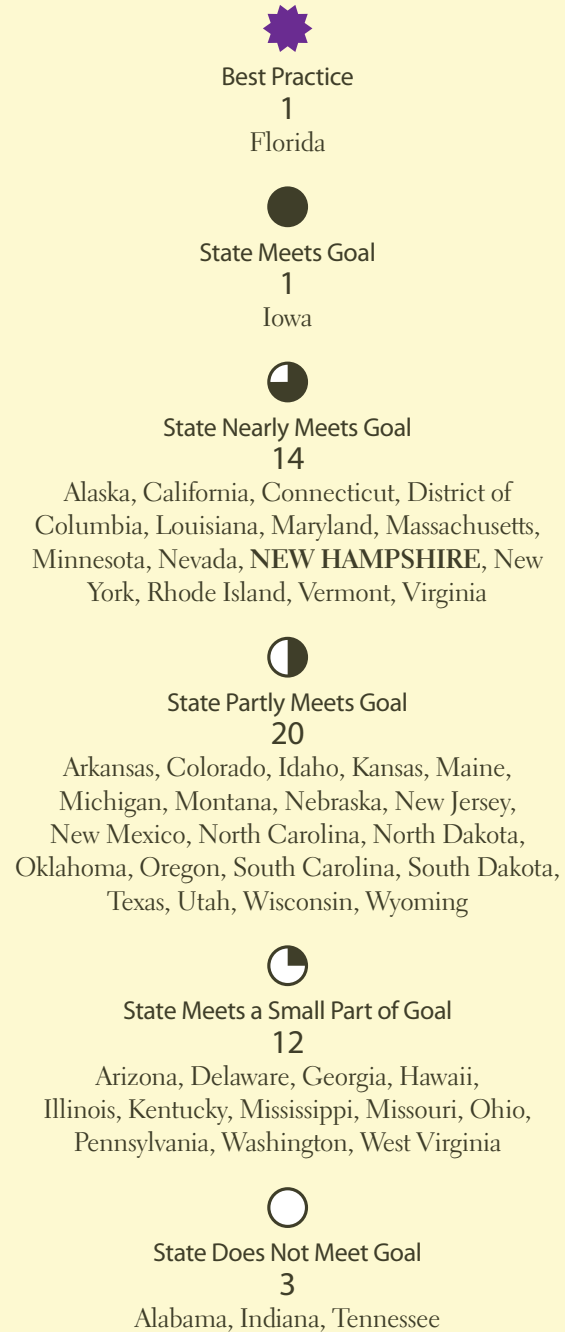 Best Practice
1
Florida
State Meets Goal
1
Iowa
State Nearly Meets Goal
14
Alaska, California, Connecticut, District of
Columbia, Louisiana, Maryland, Massachusetts,
Minnesota, Nevada, NEW HAMPSHIRE, New
York, Rhode Island, Vermont, Virginia
State Partly Meets Goal
20
Arkansas, Colorado, Idaho, Kansas, Maine,
Michigan, Montana, Nebraska, New Jersey,
New Mexico, North Carolina, North Dakota,
Oklahoma, Oregon, South Carolina, South Dakota,
Texas, Utah, Wisconsin, Wyoming
State Meets a Small Part of Goal
12
Arizona, Delaware, Georgia, Hawaii,
Illinois, Kentucky, Mississippi, Missouri, Ohio,
Pennsylvania, Washington, West Virginia
State Does Not Meet Goal
3
Alabama, Indiana, Tennessee